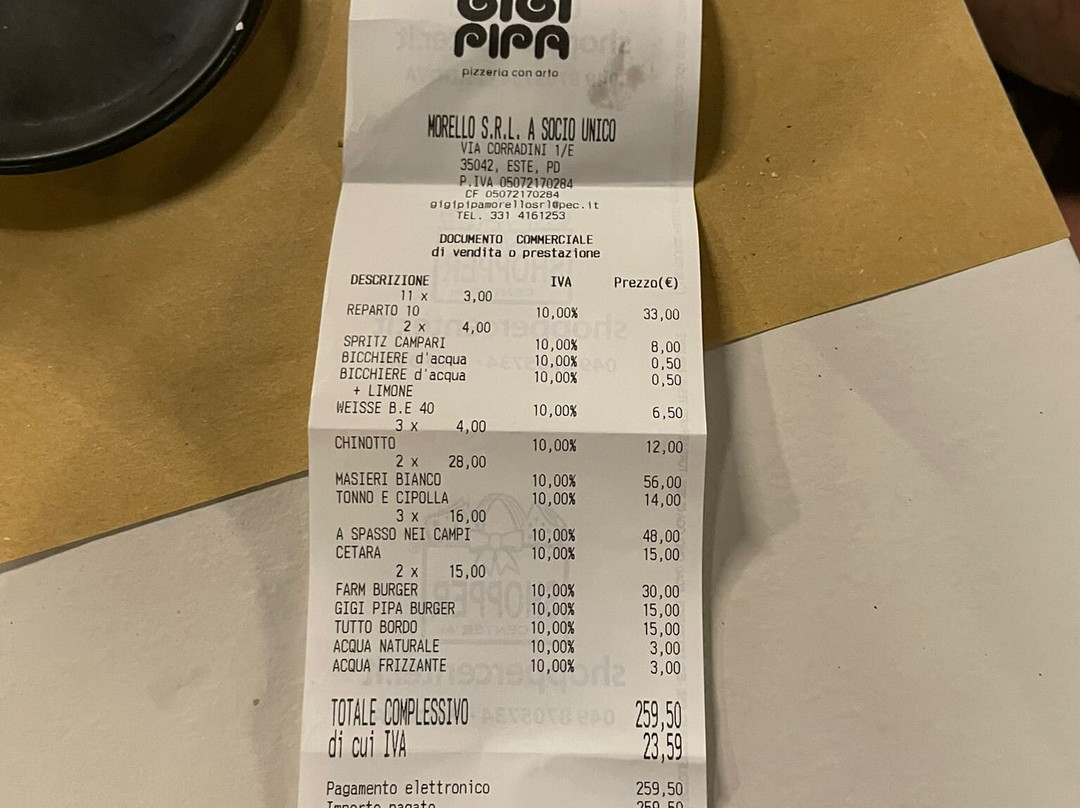 GIGI
PIPA
pizzeria con orto
MORELLO S.R.L. A SOCIO UNICO
VIA CORRADINI 1/E
35042, ESTE, PD
P.IVA 05072170284
CF 05072170284
gigipipamorellosrl@pec.it
TEL. 331 4161253
DOCUMENTO COMMERCIALE
di vendita o prestazione
DESCRIZIONE IVA Prezzo(€)
11 x 3,00
REPARTO 10 10,00% 33,00
2 x 4,00
SPRITZ CAMPARI 10,00% 8,00
BICCHIERE d'acqua 10,00% 0,50
BICCHIERE d'acqua 10,00% 0,50
+ LIMONE
WEISSE B.E 40 10,00% 6,50
3 x 4,00
CHINOTTO 10,00% 12,00
2 x 28,00
MASIERI BIANCO 10,00% 56,00
TONNO E CIPOLLA 10,00% 14,00
3 x 16,00
A SPASSO NEI CAMPI 10,00% 48,00
CETARA 10,00% 15,00
2 x 15,00
FARM BURGER 10,00% 30,00
GIGI PIPA BURGER 10,00% 15,00
TUTTO BORDO 10,00% 15,00
ACQUA NATURALE 10,00% 3,00
ACQUA FRIZZANTE 10,00% 3,00
TOTALE COMPLESSIVO 259,50
di cui IVA 23,59
Pagamento elettronico 259,50
Importo pagato 259,50